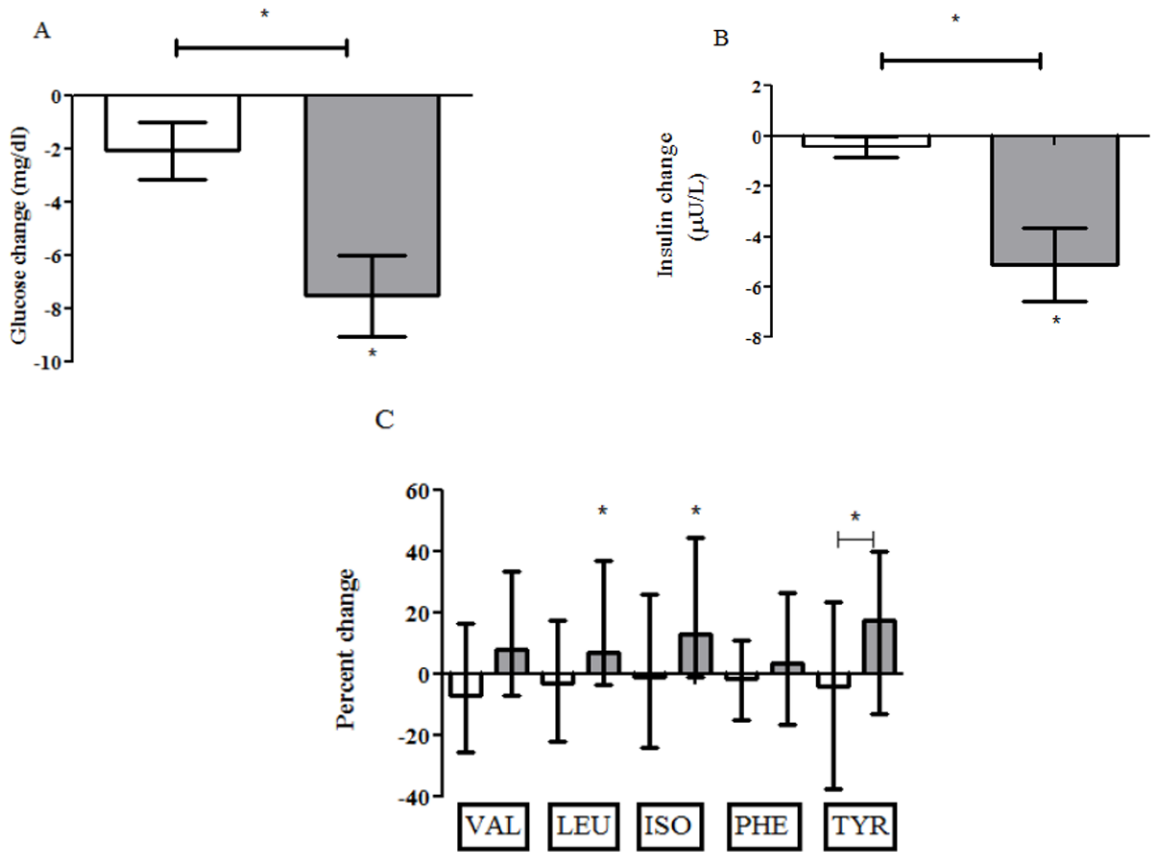 A
*
0
-2
-4
-6
-8
-10
Glucose change (mg/dl)
*
B
*
2
0
-2
-4
-6
-8
Insulin change
(µU/L)
*
C
60
40
20
0
-20
-40
Percent change
* * *
VAL LEU ISO PHE TYR